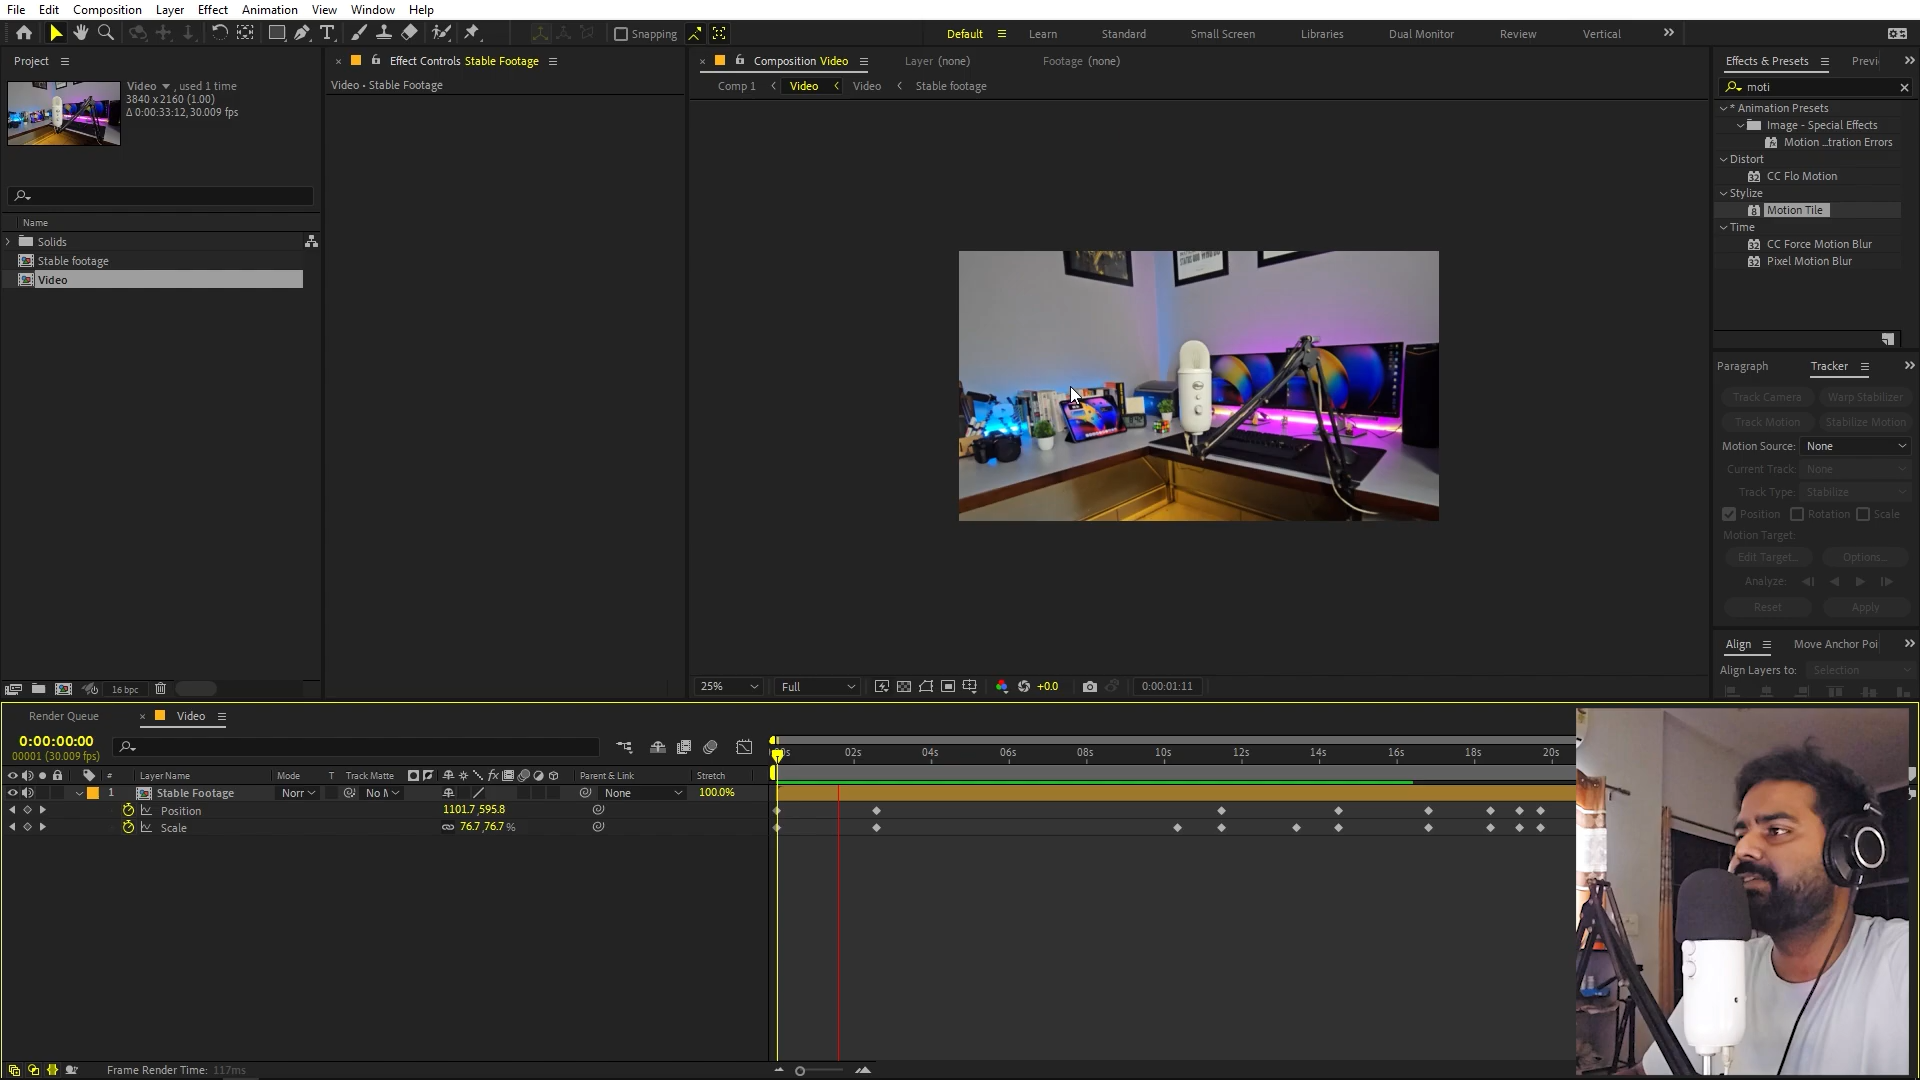 File Edit Composition Layer Effect Animation View Window Help
Snapping
Default Learn Standard Small Screen Libraries Dual Monitor Review Vertical
Project
Video , used 1 time
3840 x 2160 (1.00)
Δ 0:00:33:12, 30.009 fps
Name
Solids
Stable footage
Video
16 bpc
Effect Controls Stable Footage
Video • Stable Footage
Composition Video
Layer (none)
Footage (none)
Comp 1 Video Video Stable footage
25% Full +0.0 0:00:01:11
Effects & Presets
Previ
moti
* Animation Presets
Image - Special Effects
Motion ...tration Errors
Distort
CC Flo Motion
Stylize
Motion Tile
Time
CC Force Motion Blur
Pixel Motion Blur
Paragraph Tracker
Track Camera Warp Stabilizer
Track Motion Stabilize Motion
Motion Source: None
Current Track: None
Track Type: Stabilize
Position Rotation Scale
Motion Target:
Edit Target... Options...
Analyze:
Reset Apply
Align Move Anchor Poi
Align Layers to: Selection
Render Queue Video
0:00:00:00
00001 (30.009 fps)
02s 04s 06s 08s 10s 12s 14s 16s 18s 20s
# Layer Name Mode T Track Matte Parent & Link Stretch
1 Stable Footage Norr No M None 100.0%
Position 1101.7,595.8
Scale 76.7,76.7 %
Frame Render Time: 117ms